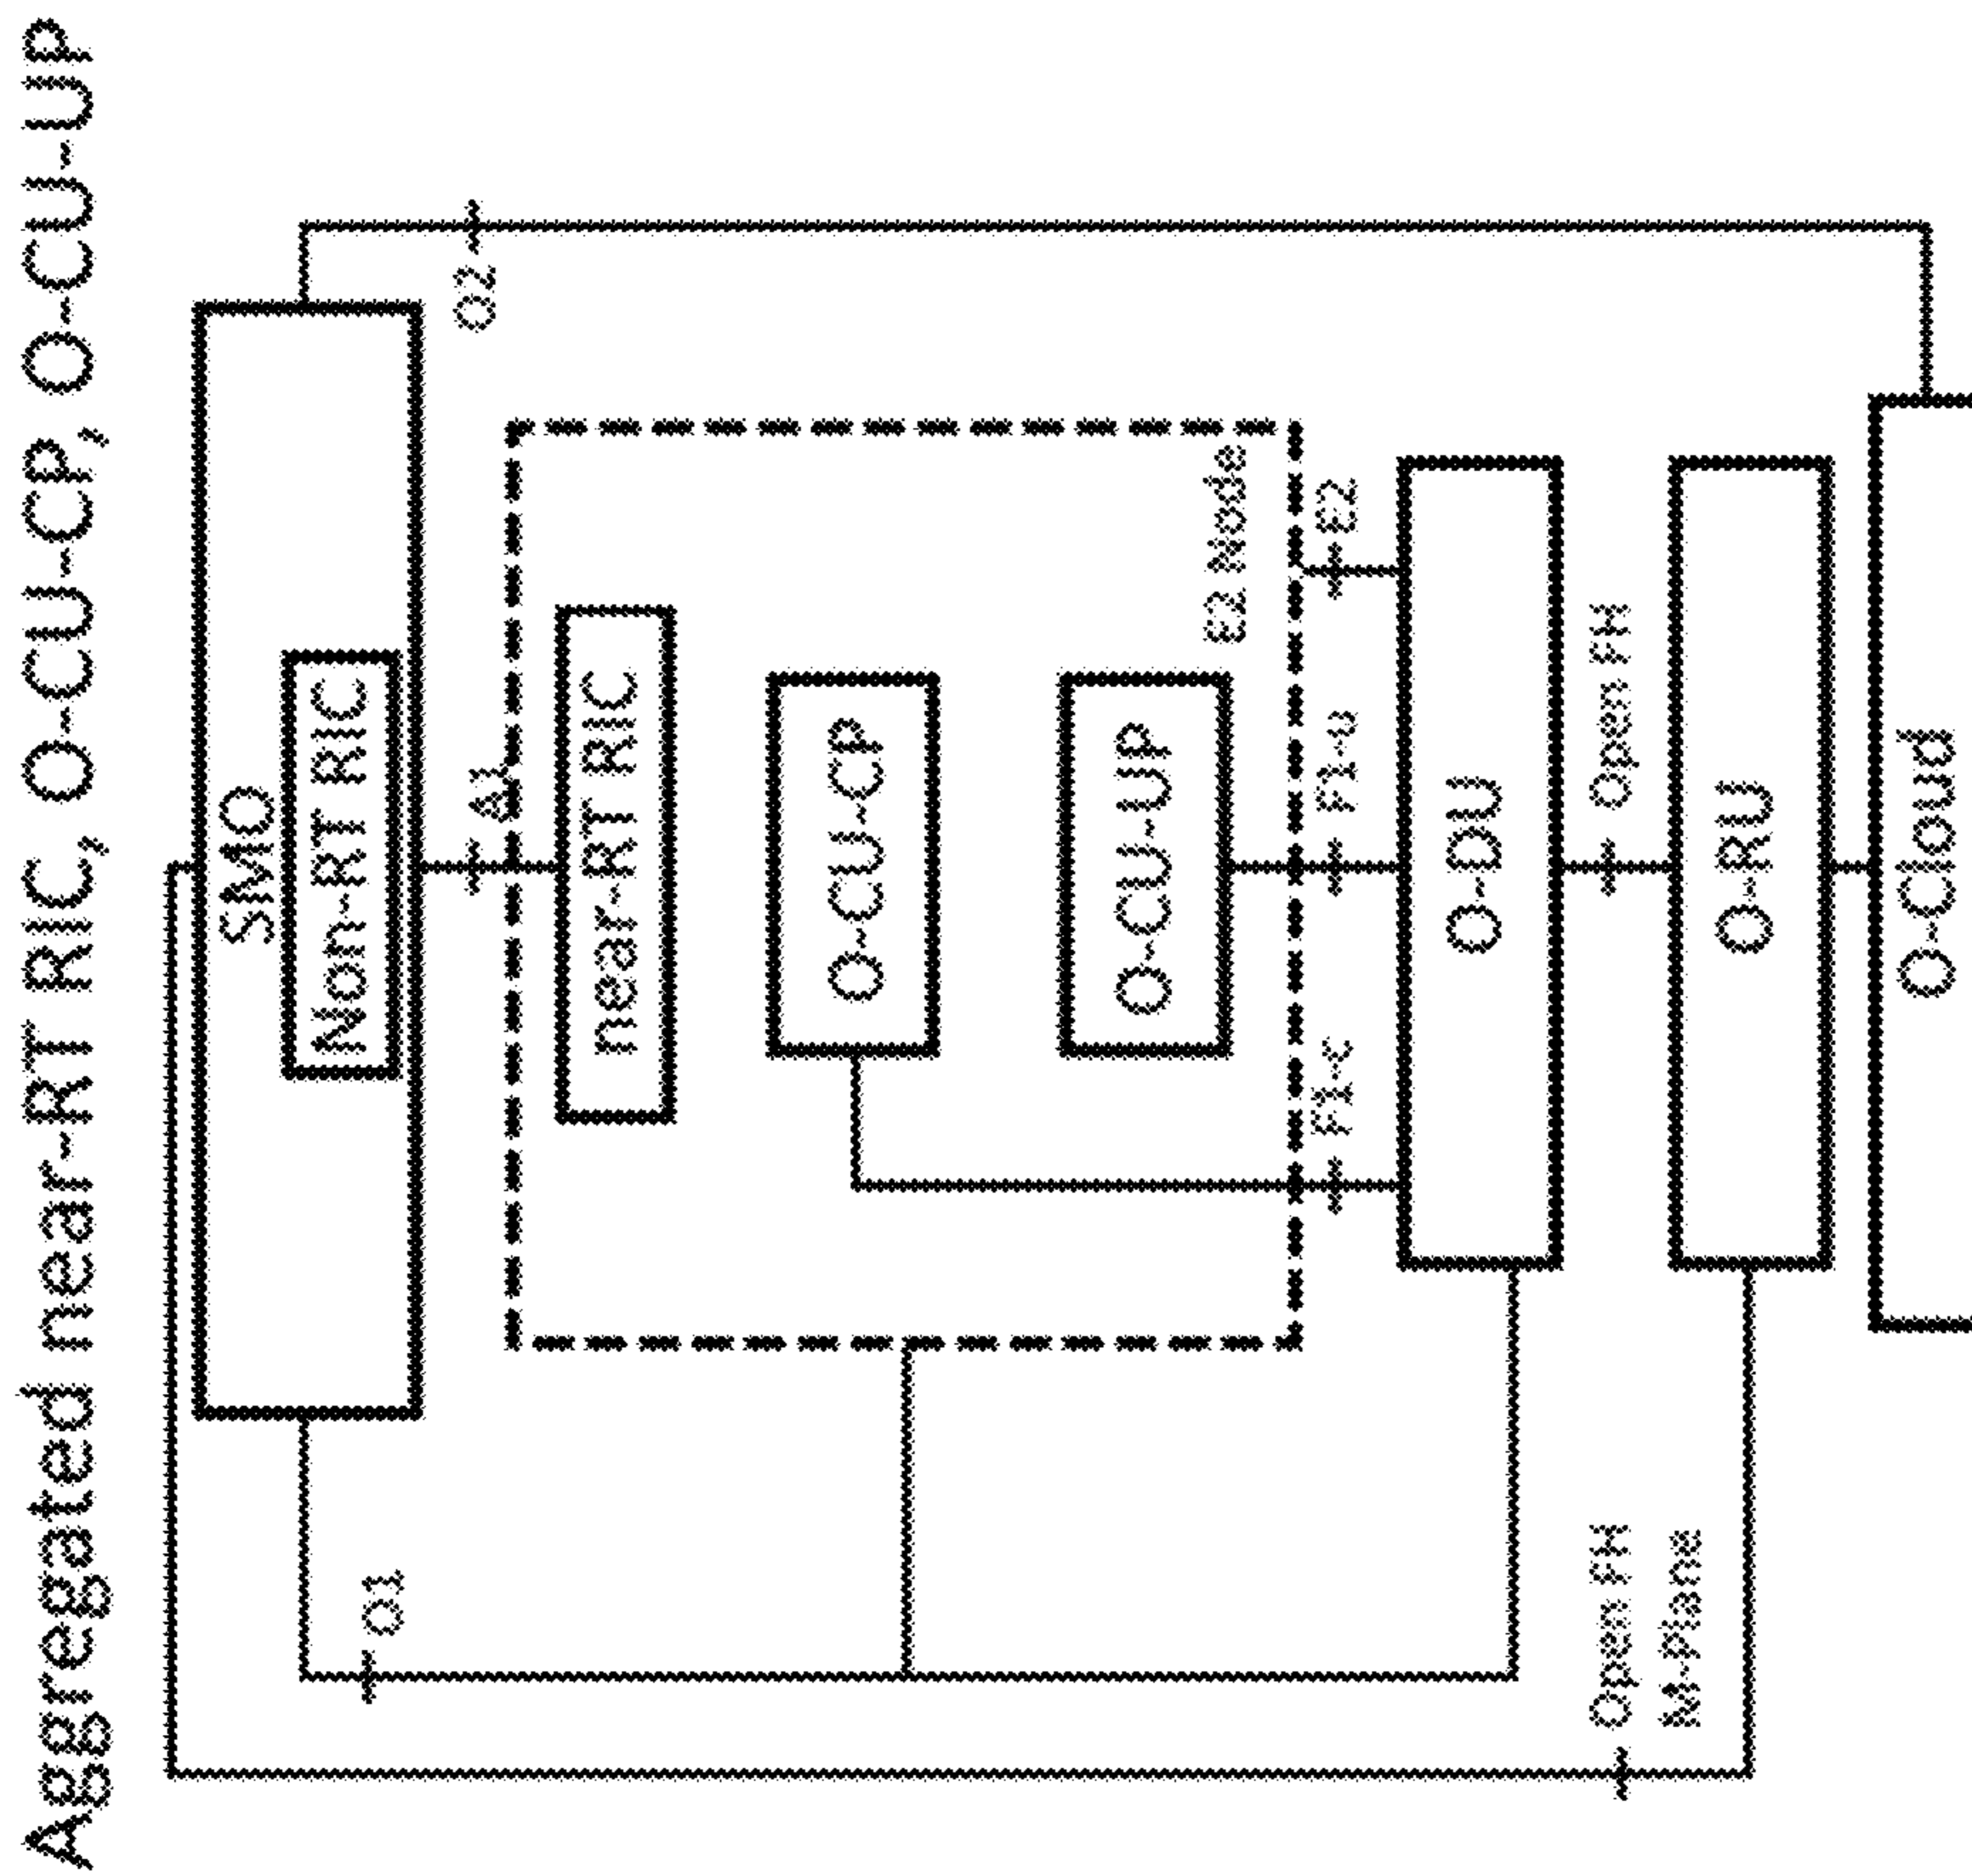 Aggregated near-RT RIC, O-CU-CP, O-CU-UP
SMO
Non-RT RIC
O1
A1
O2
near-RT RIC
O-CU-CP
O-CU-UP
E2 Node
F1-c
F1-u
E2
O-DU
Open FH
M-Plane
Open FH
O-RU
O-Cloud